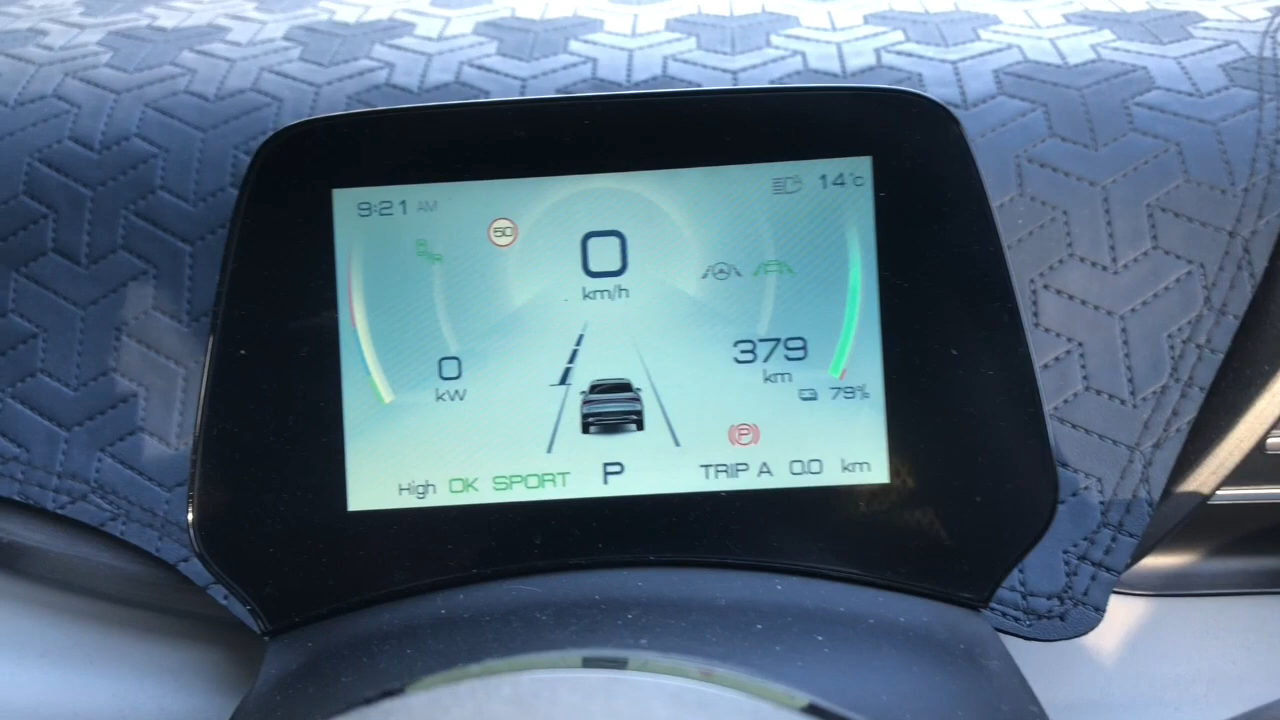 9:21 AM
14°C
50
0
km/h
0
kW
379
km
79%
P
High OK SPORT P TRIP A 0.0 km